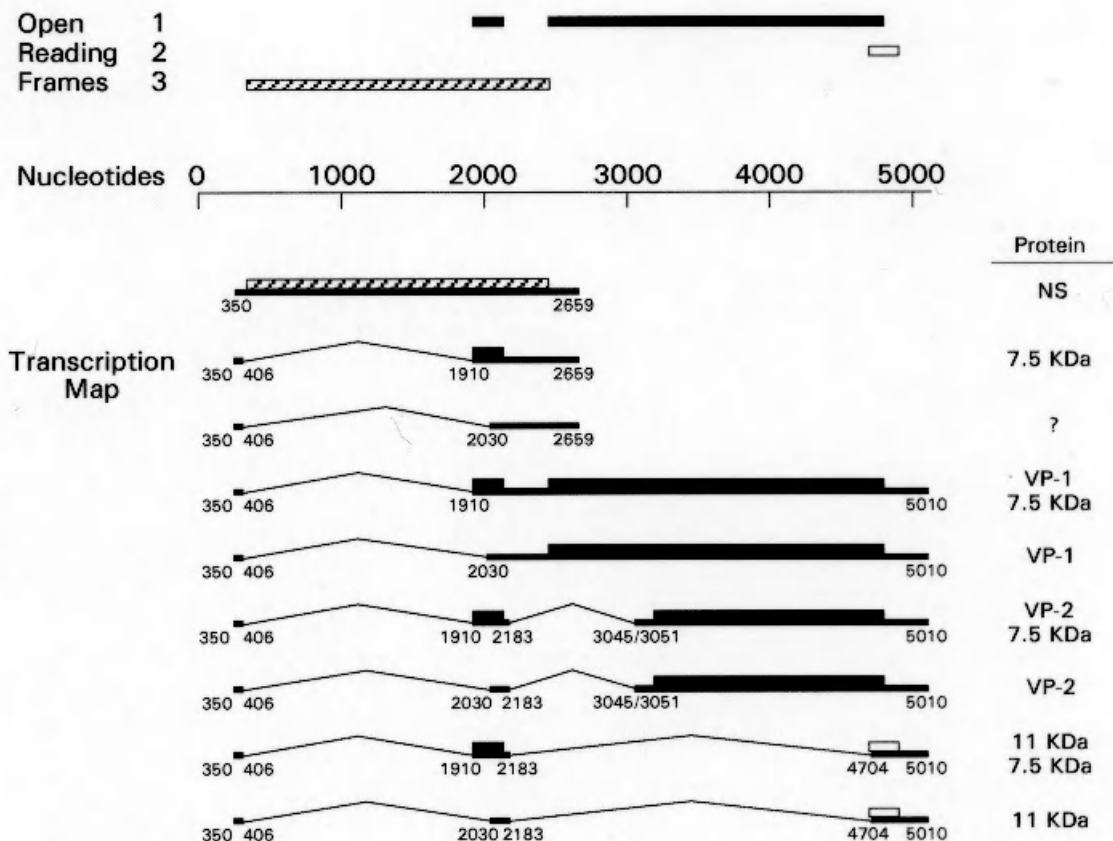 Open 1
Reading 2
Frames 3
Nucleotides 0 1000 2000 3000 4000 5000
Protein
350 2659 NS
Transcription Map
350 406 1910 2659 7.5 KDa
350 406 2030 2659 ?
350 406 1910 5010 VP-1 7.5 KDa
350 406 2030 5010 VP-1
350 406 1910 2183 3045/3051 5010 VP-2 7.5 KDa
350 406 2030 2183 3045/3051 5010 VP-2
350 406 1910 2183 4704 5010 11 KDa 7.5 KDa
350 406 2030 2183 4704 5010 11 KDa